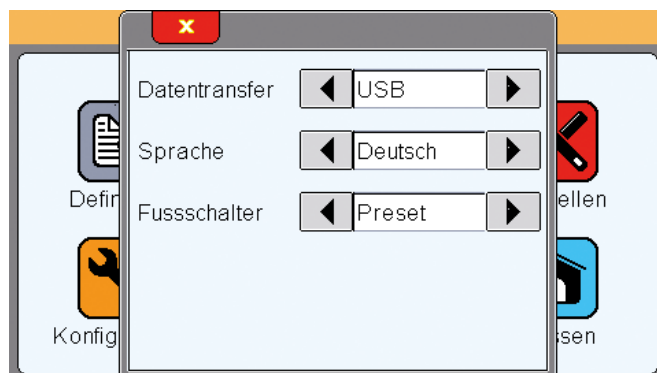 x
Datentransfer USB
Sprache Deutsch
Fussschalter Preset
Defin
ellen
Konfig
ssen